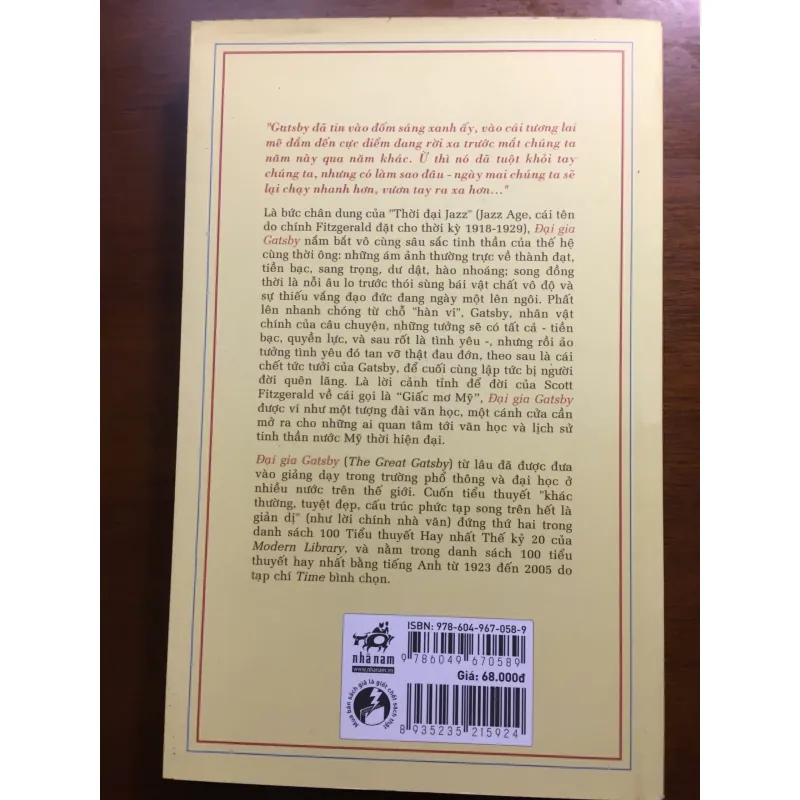 "Gatsby đã tin vào đốm sáng xanh ấy, vào cái tương lai
mê đắm đến cực điểm đang rời xa trước mắt chúng ta
năm này qua năm khác. Ừ thì nó đã tuột khỏi tay
chúng ta, nhưng có làm sao đâu - ngày mai chúng ta sẽ
lại chạy nhanh hơn, vươn tay ra xa hơn..."
Là bức chân dung của "Thời đại Jazz" (Jazz Age, cái tên
do chính Fitzgerald đặt cho thời kỳ 1918-1929), Đại gia
Gatsby nắm bắt vô cùng sâu sắc tinh thần của thế hệ
cùng thời ông: những ám ảnh thường trực về thành đạt,
tiền bạc, sang trọng, dư dật, hào nhoáng; song đồng
thời là nỗi âu lo trước thói sùng bái vật chất vô độ và
sự thiếu vắng đạo đức đang ngày một lên ngôi. Phất
lên nhanh chóng từ chỗ "hàn vi", Gatsby, nhân vật
chính của câu chuyện, những tưởng sẽ có tất cả - tiền
bạc, quyền lực, và sau rốt là tình yêu -, nhưng rồi ảo
tưởng tình yêu đó tan vỡ thật đau đớn, theo sau là cái
chết tức tưởi của Gatsby, để cuối cùng lập tức bị người
đời quên lãng. Là lời cảnh tỉnh để đời của Scott
Fitzgerald về cái gọi là “Giấc mơ Mỹ”, Đại gia Gatsby
được ví như một tượng đài văn học, một cánh cửa cần
mở ra cho những ai quan tâm tới văn học và lịch sử
tinh thần nước Mỹ thời hiện đại.
Đại gia Gatsby (The Great Gatsby) từ lâu đã được đưa
vào giảng dạy trong trường phổ thông và đại học ở
nhiều nước trên thế giới. Cuốn tiểu thuyết "khác
thường, tuyệt đẹp, cấu trúc phức tạp song trên hết là
giản dị" (như lời chính nhà văn) đứng thứ hai trong
danh sách 100 Tiểu thuyết Hay nhất Thế kỷ 20 của
Modern Library, và nằm trong danh sách 100 tiểu
thuyết hay nhất bằng tiếng Anh từ 1923 đến 2005 do
tạp chí Time bình chọn.
ISBN: 978-604-967-058-9
9 786049 670589
nhã nam
www.nhanam.vn
Giá: 68.000đ
Mua bán sách giả là giết chết sách thật
8 935235 215924